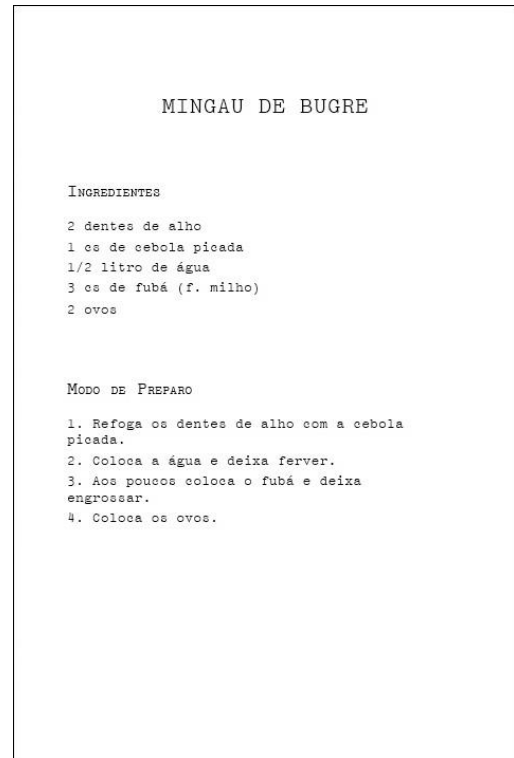 MINGAU DE BUGRE
INGREDIENTES
2 dentes de alho
1 cs de cebola picada
1/2 litro de água
3 cs de fubá (f. milho)
2 ovos
MODO DE PREPARO
1. Refoga os dentes de alho com a cebola
picada.
2. Coloca a água e deixa ferver.
3. Aos poucos coloca o fubá e deixa
engrossar.
4. Coloca os ovos.